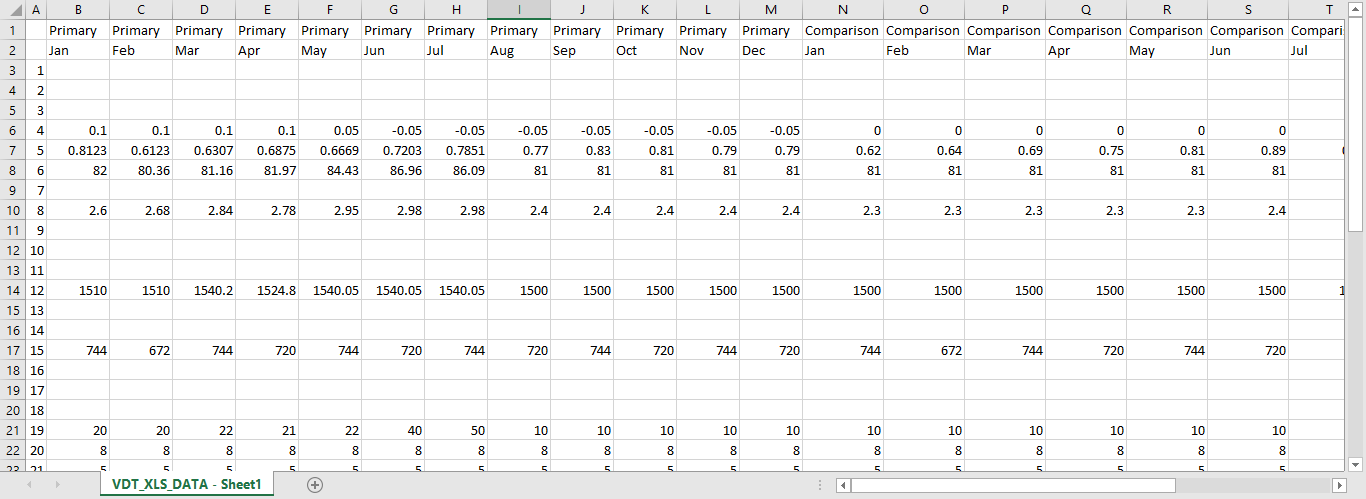 A B C D E F G H I J K L M N O P Q R S T
1 Primary Primary Primary Primary Primary Primary Primary Primary Primary Primary Primary Primary Comparison Comparison Comparison Comparison Comparison Comparison Compari
2 Jan Feb Mar Apr May Jun Jul Aug Sep Oct Nov Dec Jan Feb Mar Apr May Jun Jul
3 1
4 2
5 3
6 4 0.1 0.1 0.1 0.1 0.05 -0.05 -0.05 -0.05 -0.05 -0.05 -0.05 -0.05 0 0 0 0 0 0
7 5 0.8123 0.6123 0.6307 0.6875 0.6669 0.7203 0.7851 0.77 0.83 0.81 0.79 0.79 0.62 0.64 0.69 0.75 0.81 0.89
8 6 82 80.36 81.16 81.97 84.43 86.96 86.09 81 81 81 81 81 81 81 81 81 81 81
9 7
10 8 2.6 2.68 2.84 2.78 2.95 2.98 2.98 2.4 2.4 2.4 2.4 2.4 2.3 2.3 2.3 2.3 2.3 2.4
11 9
12 10
13 11
14 12 1510 1510 1540.2 1524.8 1540.05 1540.05 1540.05 1500 1500 1500 1500 1500 1500 1500 1500 1500 1500 1500 1
15 13
16 14
17 15 744 672 744 720 744 720 744 720 744 720 744 720 744 672 744 720 744 720
18 16
19 17
20 18
21 19 20 20 22 21 22 40 50 10 10 10 10 10 10 10 10 10 10 10
22 20 8 8 8 8 8 8 8 8 8 8 8 8 8 8 8 8 8 8
23 21 5 5 5 5 5 5 5 5 5 5 5 5 5 5 5 5 5 5
VDT_XLS_DATA - Sheet1